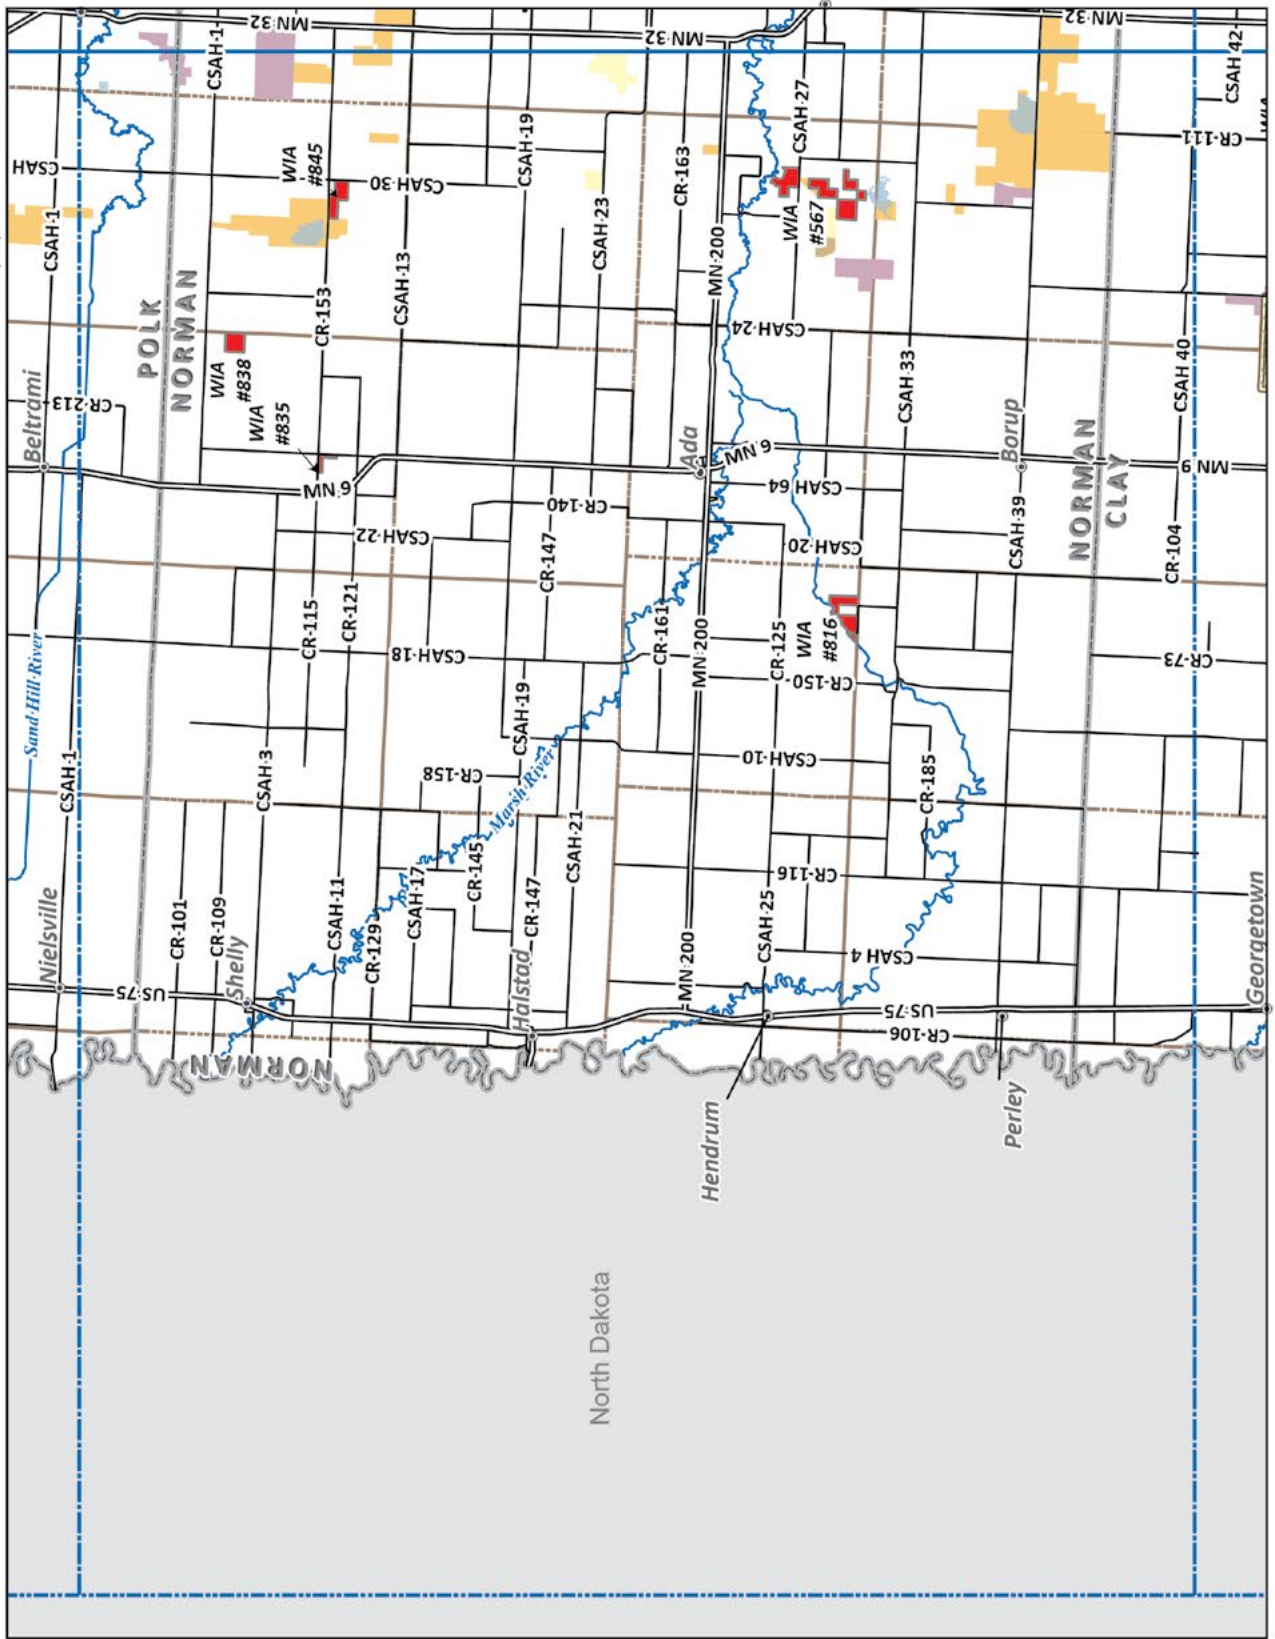 MN 32
MN 32
MN 32
CSAH-1
CSAH-27
CSAH-42
CSAH-19
CR-111
CSAH
WIA
#845
CSAH-30
CR-163
CSAH-1
CSAH-23
WIA
#567
MN-200
CSAH-13
POLK
NORMAN
CR-153
CSAH-24
CSAH-33
CSAH 40
WIA
#838
Beltrami
CR-213
WIA
#835
Ada
MN 9
Borup
NORMAN
CLAY
MN 9
MN 9
CSAH 64
CR-140
CSAH-22
CSAH-20
CSAH-39
CR-104
CR-147
CR-115
CR-121
CR-161
MN 200
CR-125
WIA
#816
CSAH-18
CR-73
CR-150
Sand Hill River
CSAH-19
CSAH-1
CSAH-3
CR-158
Marsh River
CSAH-10
CR-185
CSAH-21
CR-145
CR-116
Nielsville
CR-101
CR-109
CSAH-11
CSAH-17
CR-147
CSAH-25
Georgetown
Shelly
CR-129
Halstad
MN 200
CSAH 4
US-75
US-75
CR-106
NORMAN
Hendrum
Perley
North Dakota